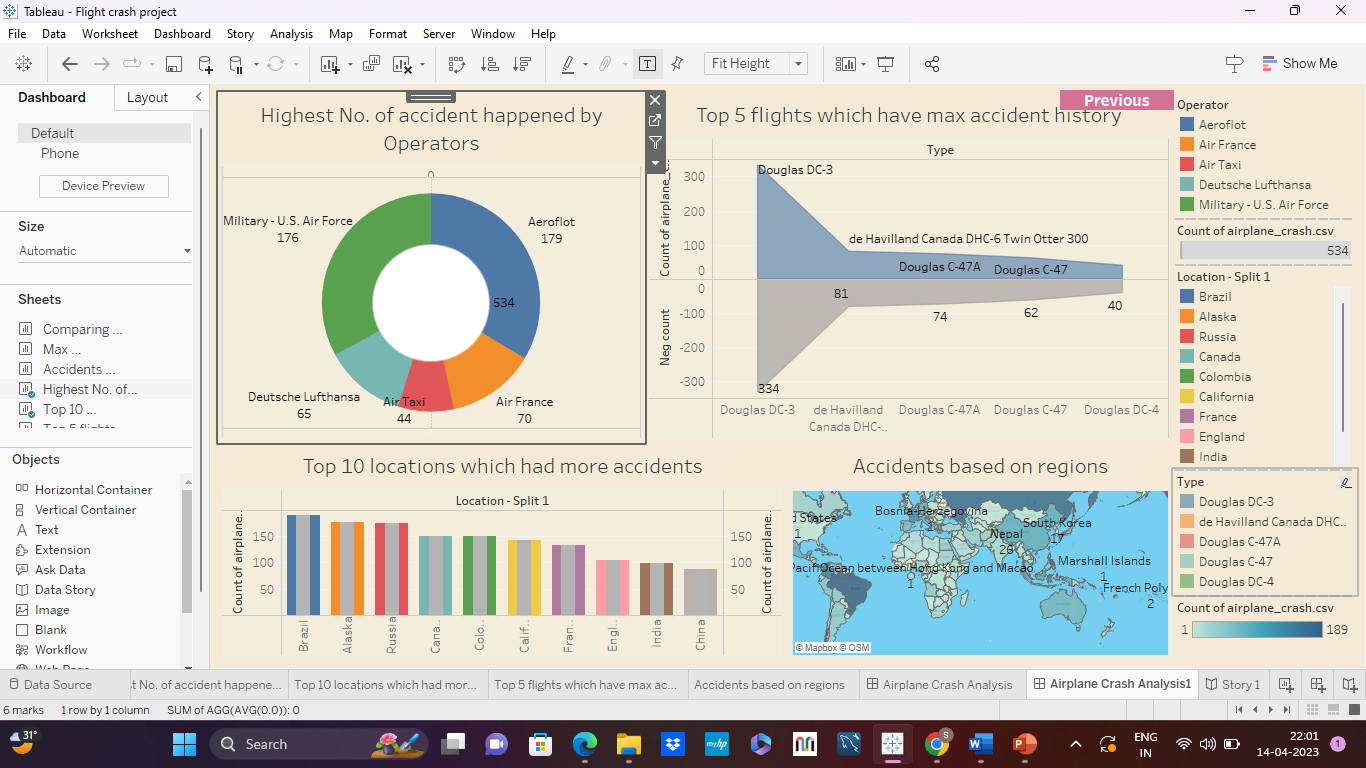 Tableau - Flight crash project
File Data Worksheet Dashboard Story Analysis Map Format Server Window Help
Fit Height
Show Me
Dashboard Layout
Default
Phone
Device Preview
Size
Automatic
Sheets
Comparing ...
Max ...
Accidents ...
Highest No. of...
Top 10 ...
Top 5 flights
Objects
Horizontal Container
Vertical Container
Text
Extension
Ask Data
Data Story
Image
Blank
Workflow
Web Page
Highest No. of accident happened by
Operators
0
Military - U.S. Air Force
176
Aeroflot
179
534
Deutsche Lufthansa
65
Air Taxi
44
Air France
70
Previous
Top 5 flights which have max accident history
Type
Count of airplane_c..
300
200
100
0
Neg count
0
-100
-200
-300
Douglas DC-3
de Havilland Canada DHC-6 Twin Otter 300
Douglas C-47A
Douglas C-47
81
74
62
40
334
Douglas DC-3
de Havilland
Canada DHC-..
Douglas C-47A
Douglas C-47
Douglas DC-4
Top 10 locations which had more accidents
Location - Split 1
Count of airplane..
150
100
50
150
100
50
Count of airplane..
Brazil
Alaska
Russia
Cana..
Colo..
Calif..
Fran..
Engl..
India
China
Accidents based on regions
d States
1
Bosnia-Herzegovina
1
South Korea
17
Nepal
26
Pacific Ocean between Hong Kong and Macao
1
Marshall Islands
1
French Poly
2
© Mapbox © OSM
Operator
Aeroflot
Air France
Air Taxi
Deutsche Lufthansa
Military - U.S. Air Force
Count of airplane_crash.csv
534
Location - Split 1
Brazil
Alaska
Russia
Canada
Colombia
California
France
England
India
Type
Douglas DC-3
de Havilland Canada DHC..
Douglas C-47A
Douglas C-47
Douglas DC-4
Count of airplane_crash.csv
1 189
Data Source
t No. of accident happene...
Top 10 locations which had mor...
Top 5 flights which have max ac...
Accidents based on regions
Airplane Crash Analysis
Airplane Crash Analysis1
Story 1
6 marks 1 row by 1 column SUM of AGG(AVG(0.0)): 0
31°
Search
myhp
S
ENG
IN
22:01
14-04-2023
1